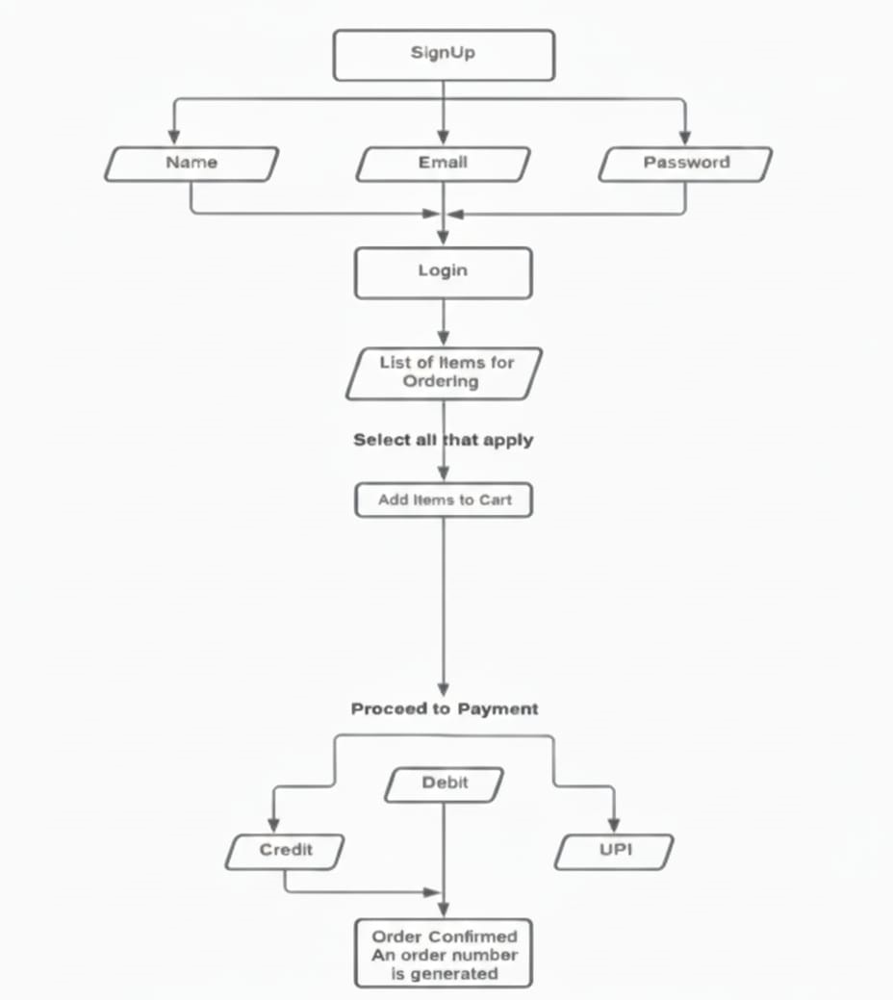 SignUp
Name
Email
Password
Login
List of Items for
Ordering
Select all that apply
Add Items to Cart
Proceed to Payment
Debit
Credit
UPI
Order Confirmed
An order number
is generated